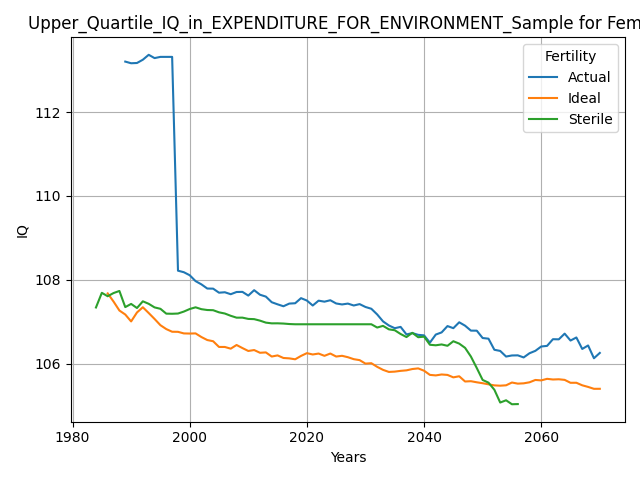 Upper_Quartile_IQ_in_EXPENDITURE_FOR_ENVIRONMENT_Sample for Fem
Fertility
Actual
Ideal
Sterile
IQ
112
110
108
106
1980
2000
2020
2040
2060
Years